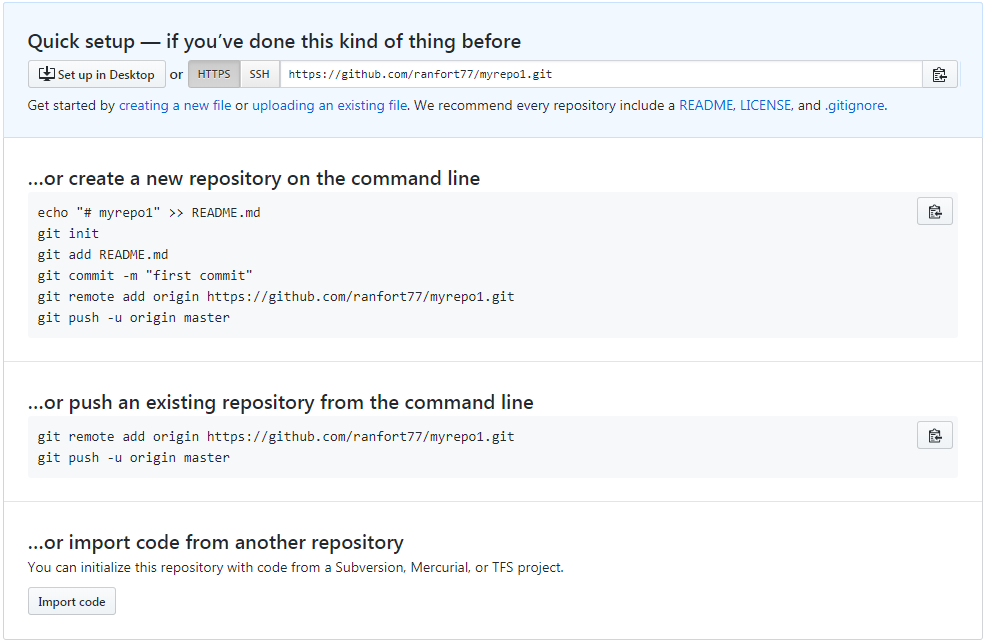 Quick setup — if you’ve done this kind of thing before
Set up in Desktop or HTTPS SSH https://github.com/ranfort77/myrepo1.git
Get started by creating a new file or uploading an existing file. We recommend every repository include a README, LICENSE, and .gitignore.
…or create a new repository on the command line
echo "# myrepo1" >> README.md
git init
git add README.md
git commit -m "first commit"
git remote add origin https://github.com/ranfort77/myrepo1.git
git push -u origin master
…or push an existing repository from the command line
git remote add origin https://github.com/ranfort77/myrepo1.git
git push -u origin master
…or import code from another repository
You can initialize this repository with code from a Subversion, Mercurial, or TFS project.
Import code